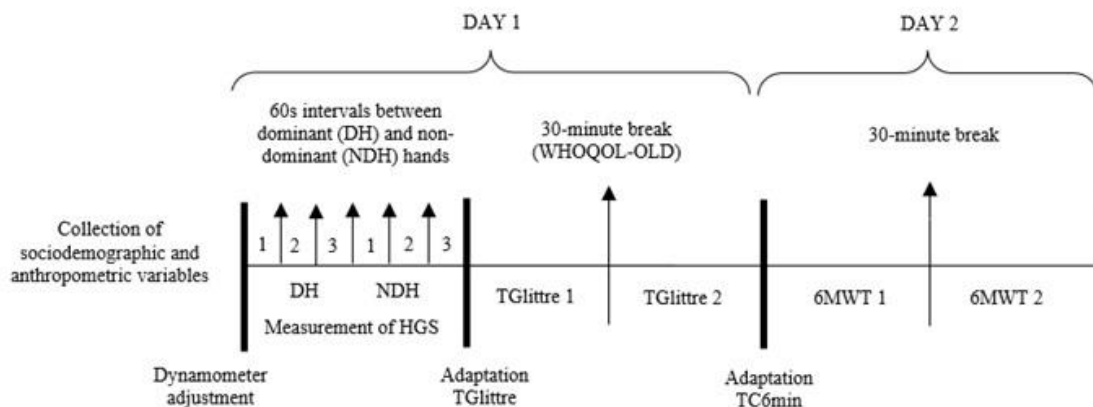 DAY 1
DAY 2
60s intervals between
dominant (DH) and non-
dominant (NDH) hands
30-minute break
(WHOQOL-OLD)
30-minute break
Collection of
sociodemographic and
anthropometric variables
1 2 3 1 2 3
DH NDH
Measurement of HGS
TGlittre 1
TGlittre 2
6MWT 1
6MWT 2
Dynamometer
adjustment
Adaptation
TGlittre
Adaptation
TC6min